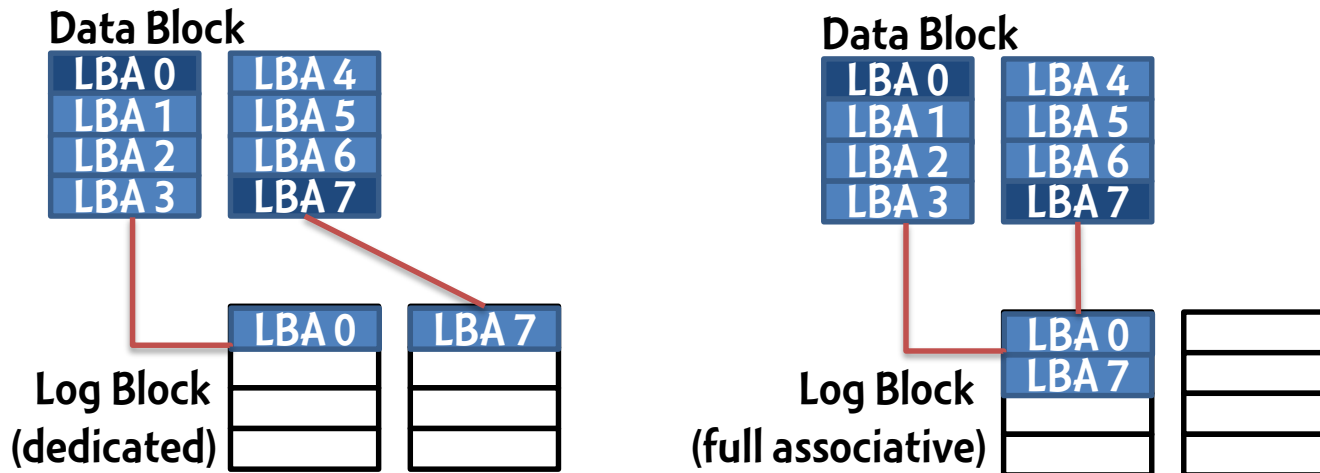 Data Block
LBA 0
LBA 1
LBA 2
LBA 3
LBA 4
LBA 5
LBA 6
LBA 7
LBA 0
LBA 7
Log Block
(dedicated)
Data Block
LBA 0
LBA 1
LBA 2
LBA 3
LBA 4
LBA 5
LBA 6
LBA 7
LBA 0
LBA 7
Log Block
(full associative)